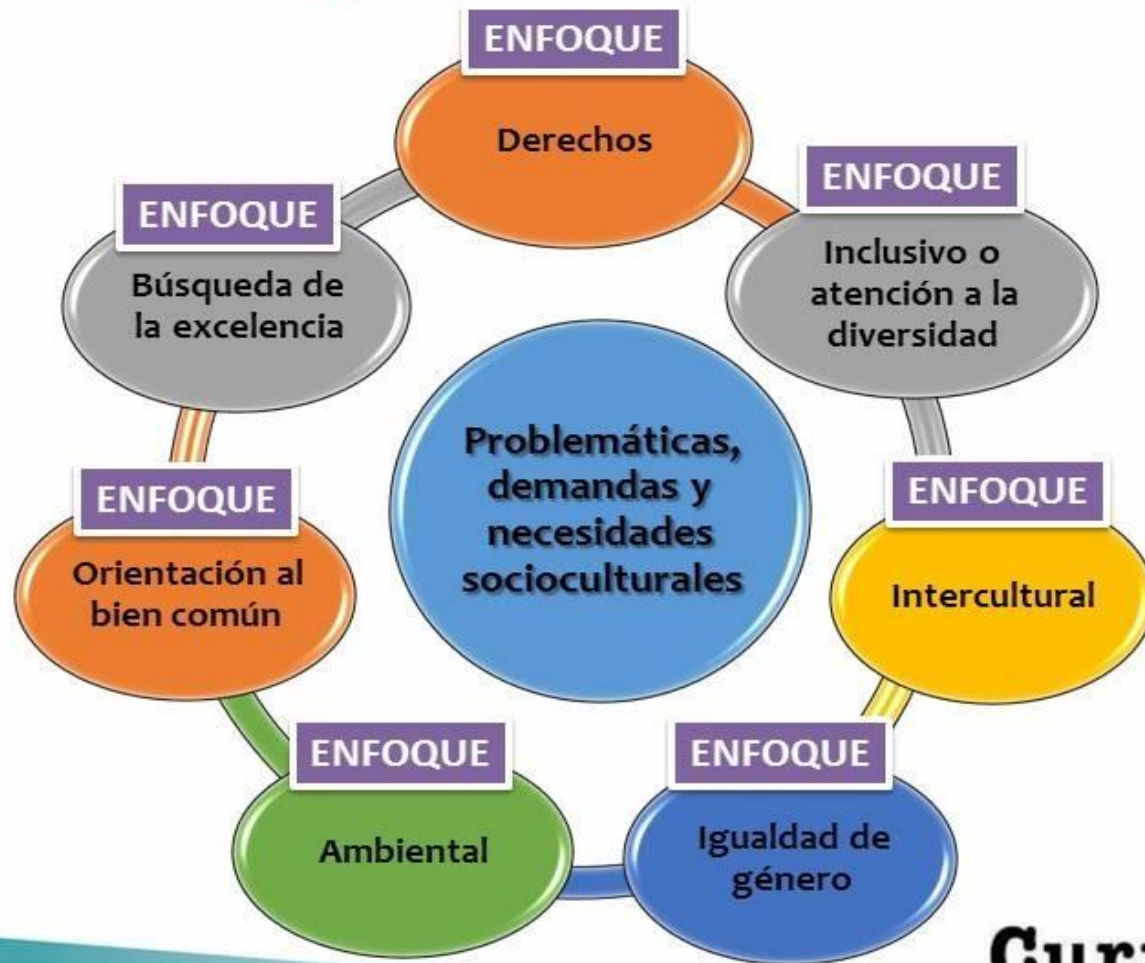 ENFOQUE
Derechos
ENFOQUE
Inclusivo o
atención a la
diversidad
ENFOQUE
Intercultural
ENFOQUE
Igualdad de
género
ENFOQUE
Ambiental
ENFOQUE
Orientación al
bien común
ENFOQUE
Búsqueda de
la excelencia
Problemáticas,
demandas y
necesidades
socioculturales